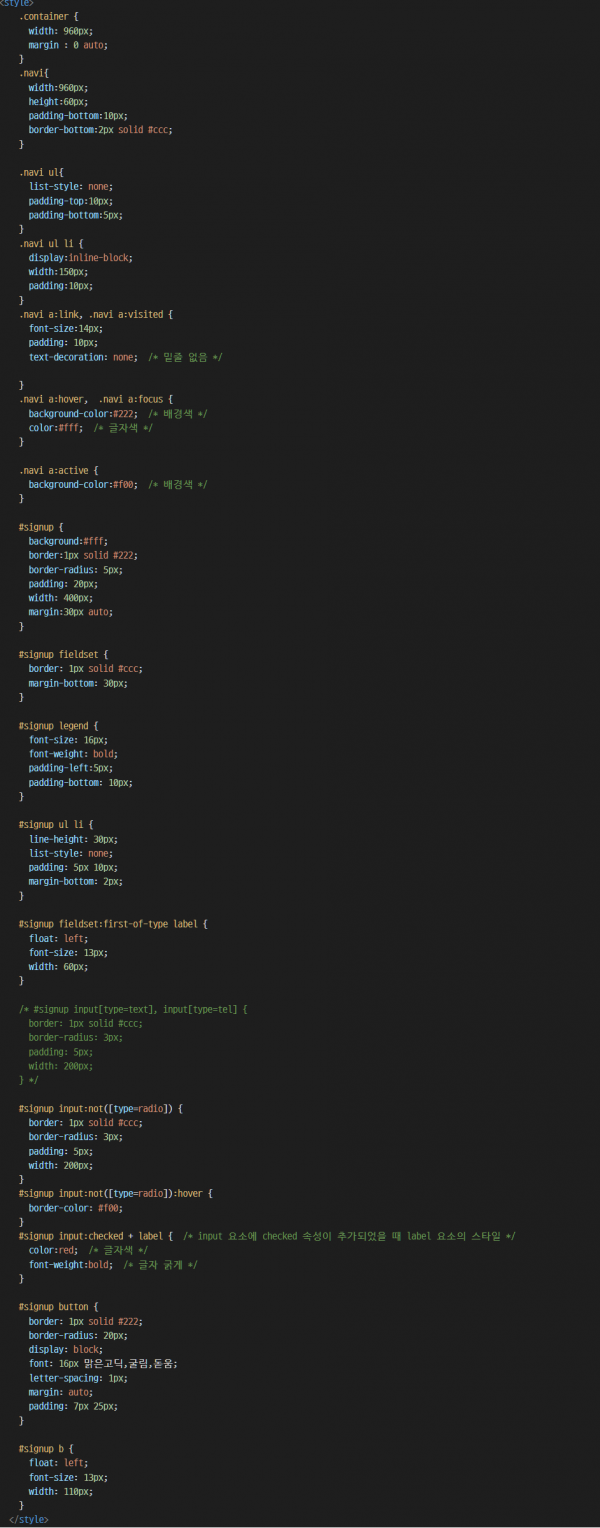 <style>
.container {
width: 960px;
margin : 0 auto;
}
.navi{
width:960px;
height:60px;
padding-bottom:10px;
border-bottom:2px solid #ccc;
}
.navi ul{
list-style: none;
padding-top:10px;
padding-bottom:5px;
}
.navi ul li {
display:inline-block;
width:150px;
padding:10px;
}
.navi a:link, .navi a:visited {
font-size:14px;
padding: 10px;
text-decoration: none;  /* 밑줄 없음 */
}
.navi a:hover,  .navi a:focus {
background-color:#222;  /* 배경색 */
color:#fff;  /* 글자색 */
}
.navi a:active {
background-color:#f00;  /* 배경색 */
}
#signup {
background:#fff;
border:1px solid #222;
border-radius: 5px;
padding: 20px;
width: 400px;
margin:30px auto;
}
#signup fieldset {
border: 1px solid #ccc;
margin-bottom: 30px;
}
#signup legend {
font-size: 16px;
font-weight: bold;
padding-left:5px;
padding-bottom: 10px;
}
#signup ul li {
line-height: 30px;
list-style: none;
padding: 5px 10px;
margin-bottom: 2px;
}
#signup fieldset:first-of-type label {
float: left;
font-size: 13px;
width: 60px;
}
/* #signup input[type=text], input[type=tel] {
border: 1px solid #ccc;
border-radius: 3px;
padding: 5px;
width: 200px;
} */
#signup input:not([type=radio]) {
border: 1px solid #ccc;
border-radius: 3px;
padding: 5px;
width: 200px;
}
#signup input:not([type=radio]):hover {
border-color: #f00;
}
#signup input:checked + label {  /* input 요소에 checked 속성이 추가되었을 때 label 요소의 스타일 */
color:red;  /* 글자색 */
font-weight:bold;  /* 글자 굵게 */
}
#signup button {
border: 1px solid #222;
border-radius: 20px;
display: block;
font: 16px 맑은고딕,굴림,돋움;
letter-spacing: 1px;
margin: auto;
padding: 7px 25px;
}
#signup b {
float: left;
font-size: 13px;
width: 110px;
}
</style>